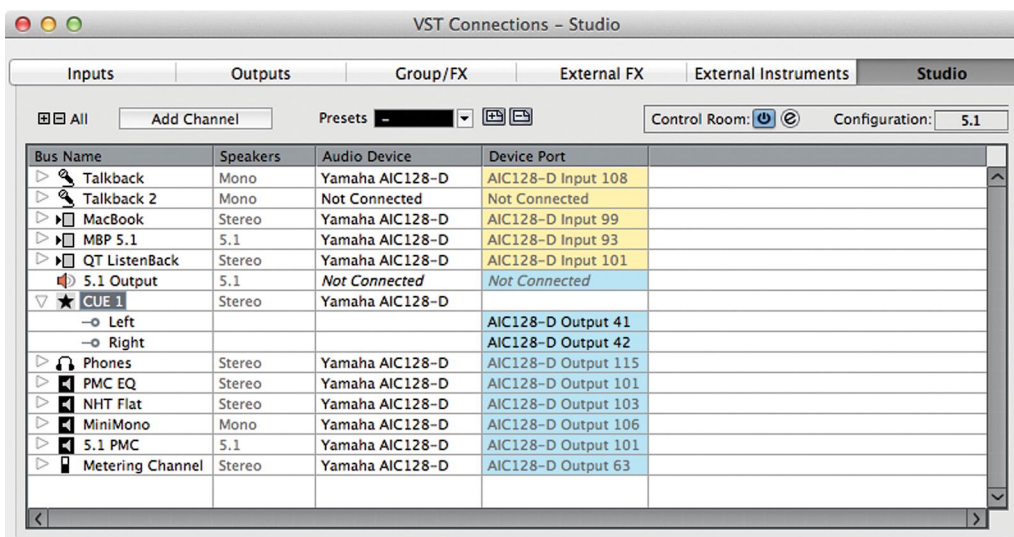 VST Connections – Studio
Inputs Outputs Group/FX External FX External Instruments Studio
All Add Channel Presets – Control Room: e Configuration: 5.1
Bus Name Speakers Audio Device Device Port
Talkback Mono Yamaha AIC128-D AIC128-D Input 108
Talkback 2 Mono Not Connected Not Connected
MacBook Stereo Yamaha AIC128-D AIC128-D Input 99
MBP 5.1 5.1 Yamaha AIC128-D AIC128-D Input 93
QT ListenBack Stereo Yamaha AIC128-D AIC128-D Input 101
5.1 Output 5.1 Not Connected Not Connected
CUE 1 Stereo Yamaha AIC128-D
Left AIC128-D Output 41
Right AIC128-D Output 42
Phones Stereo Yamaha AIC128-D AIC128-D Output 115
PMC EQ Stereo Yamaha AIC128-D AIC128-D Output 101
NHT Flat Stereo Yamaha AIC128-D AIC128-D Output 103
MiniMono Mono Yamaha AIC128-D AIC128-D Output 106
5.1 PMC 5.1 Yamaha AIC128-D AIC128-D Output 101
Metering Channel Stereo Yamaha AIC128-D AIC128-D Output 63